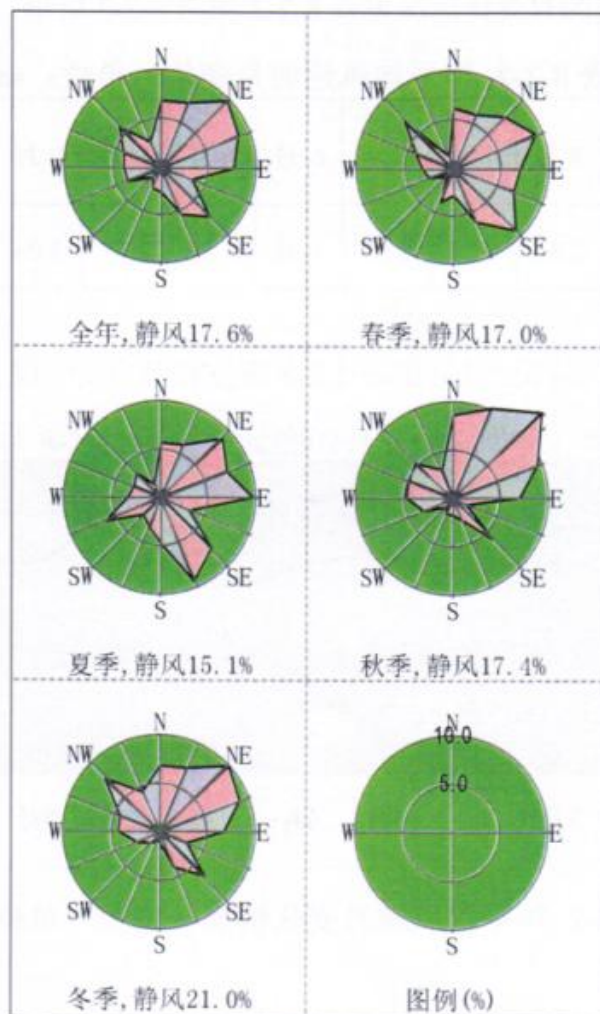 N N
NW NE NW NE
W E W E
SW SE SW SE
S S
全年,静风17.6% 春季,静风17.0%
N N
NW NE NW NE
W E W E
SW SE SW SE
S S
夏季,静风15.1% 秋季,静风17.4%
N N
NW NE 10.0
5.0
W E W E
SW SE
S S
冬季,静风21.0% 图例(%)